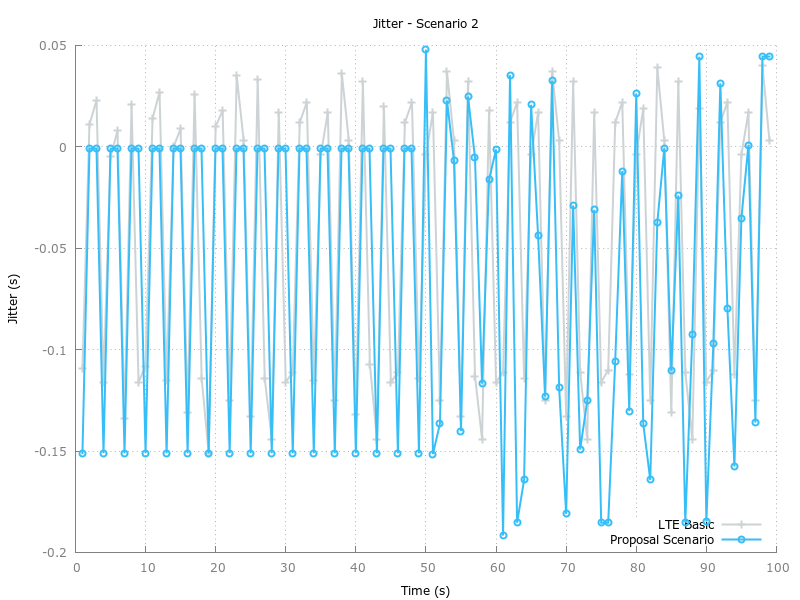 Jitter - Scenario 2
0.05
0
-0.05
-0.1
-0.15
-0.2
Jitter (s)
LTE Basic
Proposal Scenario
0 10 20 30 40 50 60 70 80 90 100
Time (s)